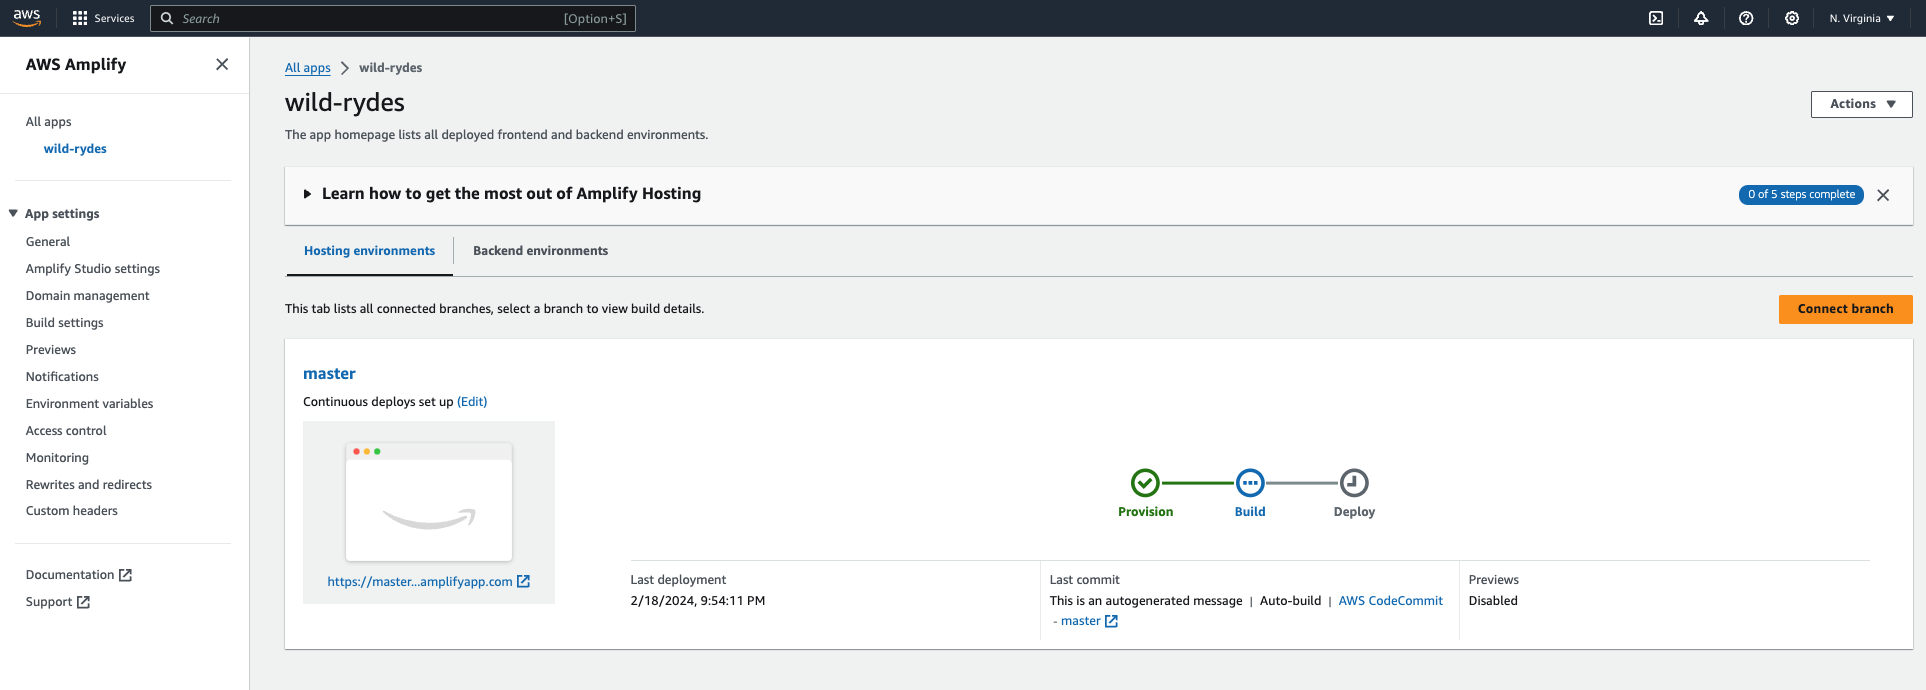 aws
Services
Search
[Option+S]
N. Virginia
AWS Amplify
All apps
wild-rydes
App settings
General
Amplify Studio settings
Domain management
Build settings
Previews
Notifications
Environment variables
Access control
Monitoring
Rewrites and redirects
Custom headers
Documentation
Support
All apps
wild-rydes
wild-rydes
Actions
The app homepage lists all deployed frontend and backend environments.
Learn how to get the most out of Amplify Hosting
0 of 5 steps complete
Hosting environments
Backend environments
This tab lists all connected branches, select a branch to view build details.
Connect branch
master
Continuous deploys set up (Edit)
https://master...amplifyapp.com
Provision
Build
Deploy
Last deployment
2/18/2024, 9:54:11 PM
Last commit
This is an autogenerated message | Auto-build | AWS CodeCommit
- master
Previews
Disabled